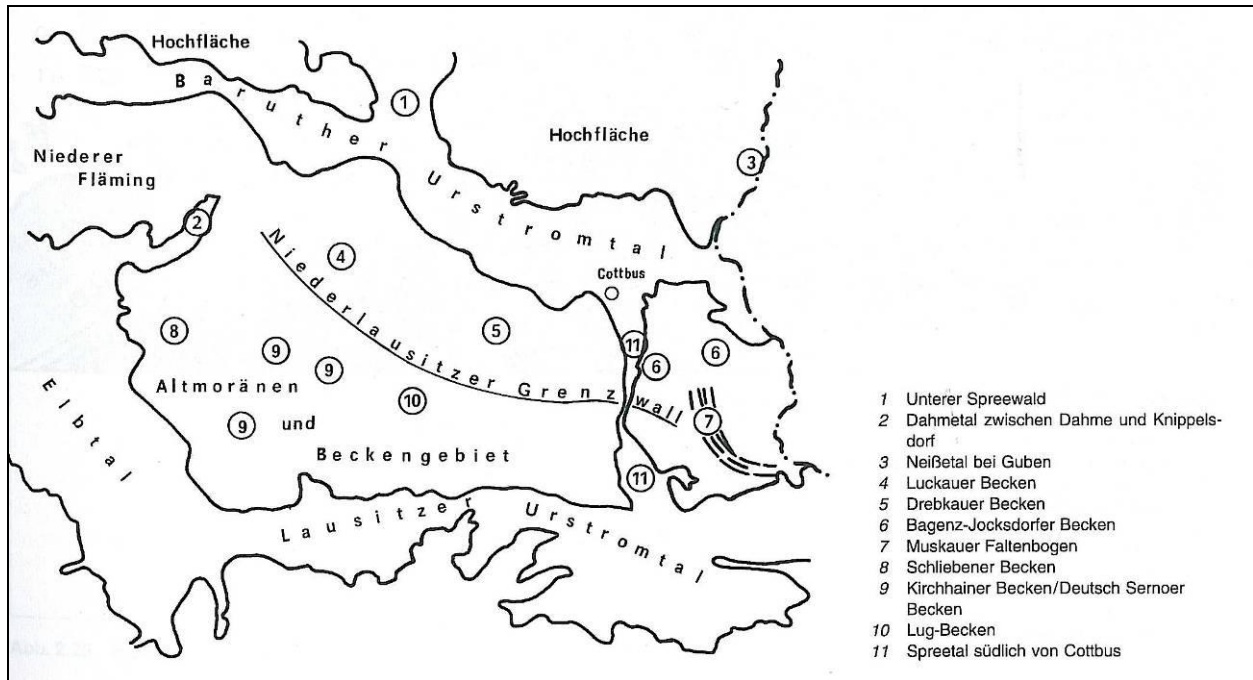 Hochfläche
Baruther Urstromtal
1
Hochfläche
3
Niederer
Fläming
2
4
Niederlausitzer Grenzwall
Cottbus
5
11
6
6
8
9
9
Altmoränen
10
7
9
und
Elbtal
Beckengebiet
11
Lausitzer Urstromtal
1 Unterer Spreewald
2 Dahmetal zwischen Dahme und Knippels-
dorf
3 Neißetal bei Guben
4 Luckauer Becken
5 Drebkauer Becken
6 Bagenz-Jocksdorfer Becken
7 Muskauer Faltenbogen
8 Schliebener Becken
9 Kirchhainer Becken/Deutsch Sernoer
Becken
10 Lug-Becken
11 Spreetal südlich von Cottbus